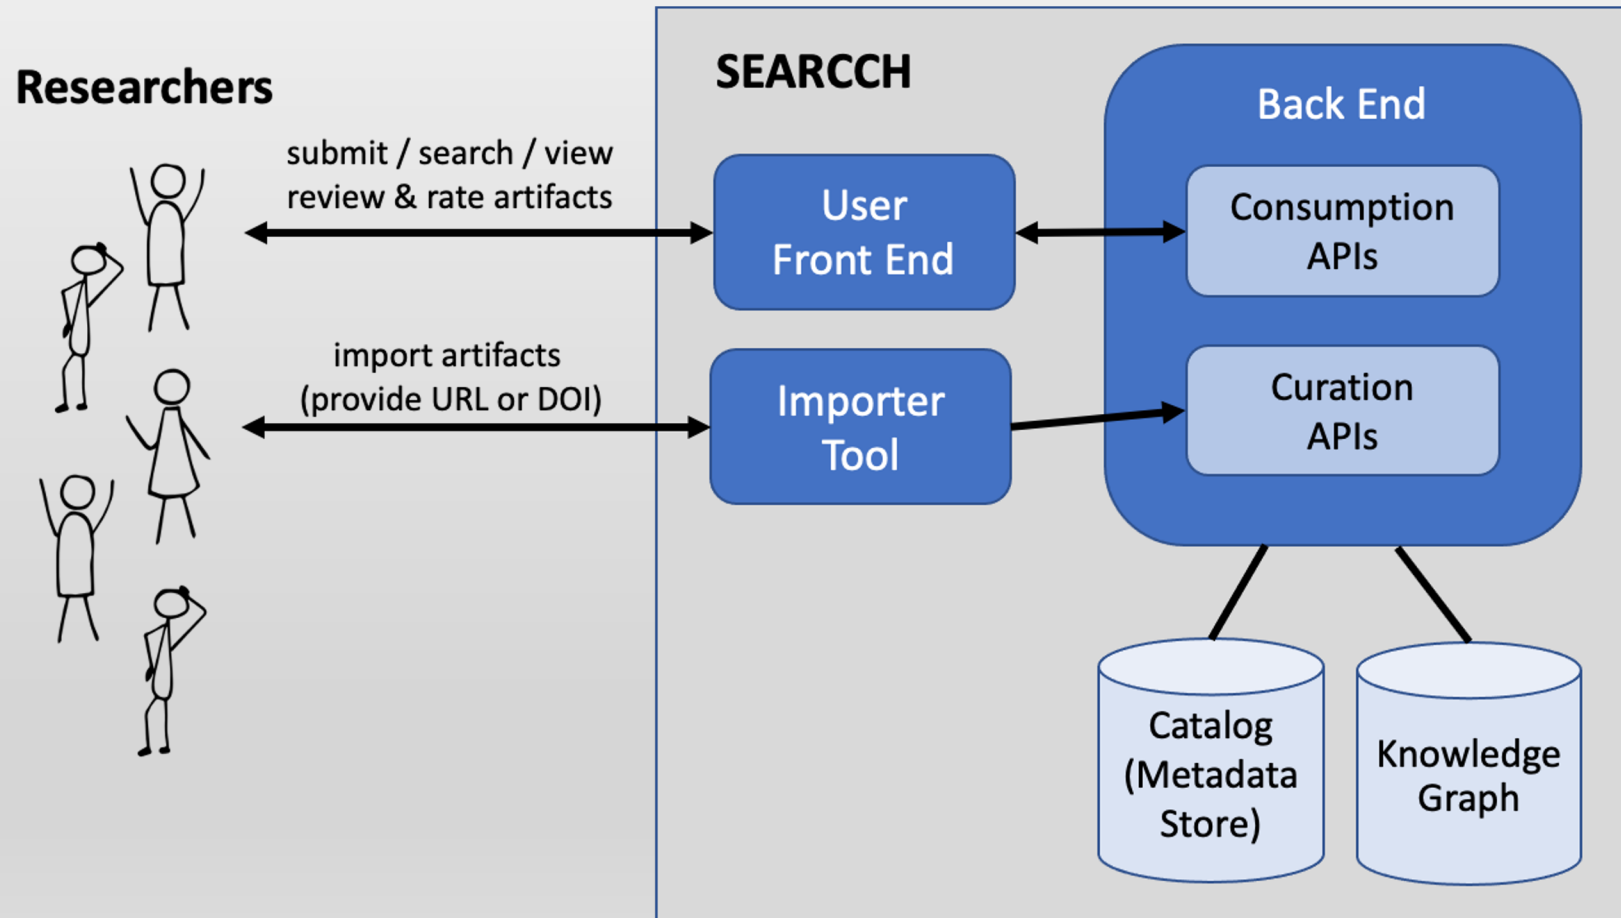 Researchers
submit / search / view
review & rate artifacts
import artifacts
(provide URL or DOI)
SEARCCH
User
Front End
Importer
Tool
Back End
Consumption
APIs
Curation
APIs
Catalog
(Metadata
Store)
Knowledge
Graph